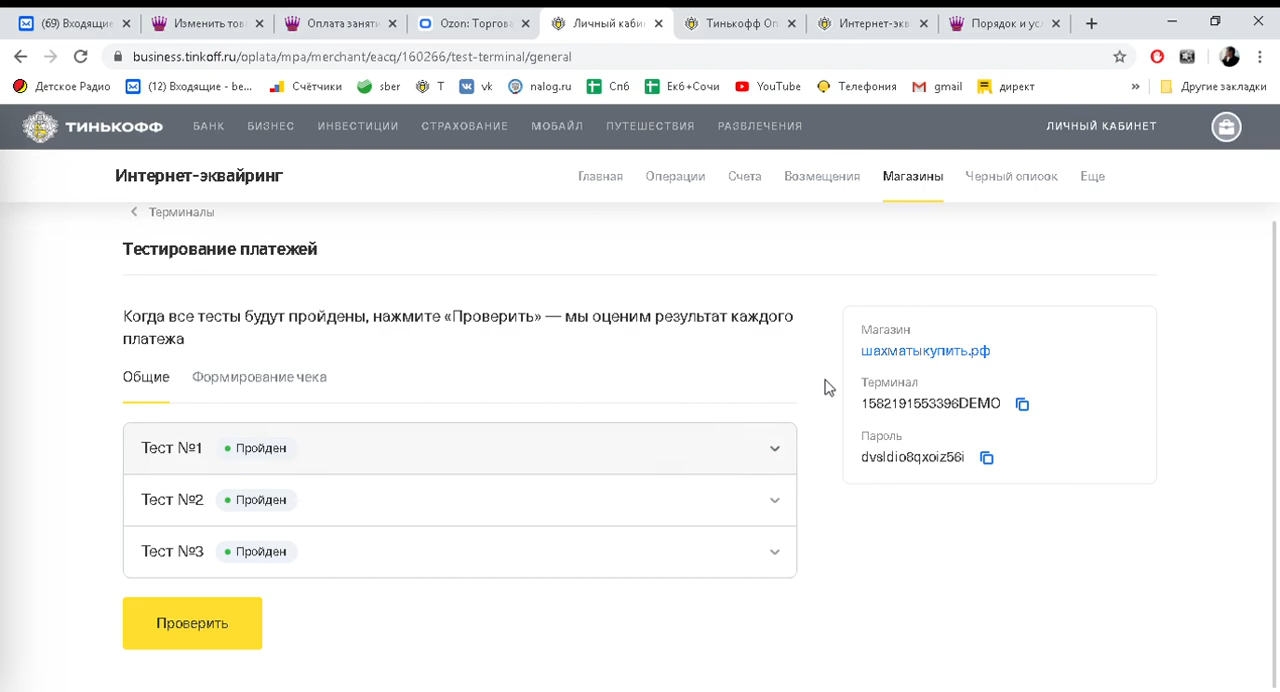 (69) Входящие
Изменить тов
Оплата заняти
Ozon: Торгова
Личный каби
Тинькофф Оп
Интернет-экв
Порядок и усл
business.tinkoff.ru/oplata/mpa/merchant/eacq/160266/test-terminal/general
Детское Радио
(12) Входящие - be...
Счётчики
sber
Т
vk
nalog.ru
Спб
Екб+Сочи
YouTube
Телефония
gmail
директ
»
Другие закладки
ТИНЬКОФФ
БАНК
БИЗНЕС
ИНВЕСТИЦИИ
СТРАХОВАНИЕ
МОБАЙЛ
ПУТЕШЕСТВИЯ
РАЗВЛЕЧЕНИЯ
ЛИЧНЫЙ КАБИНЕТ
Интернет-эквайринг
Главная
Операции
Счета
Возмещения
Магазины
Черный список
Еще
Терминалы
Тестирование платежей
Когда все тесты будут пройдены, нажмите «Проверить» — мы оценим результат каждого
платежа
Общие
Формирование чека
Тест №1
Пройден
Тест №2
Пройден
Тест №3
Пройден
Проверить
Магазин
шахматыкупить.рф
Терминал
1582191553396DEMO
Пароль
dvsldio8qxoiz56i